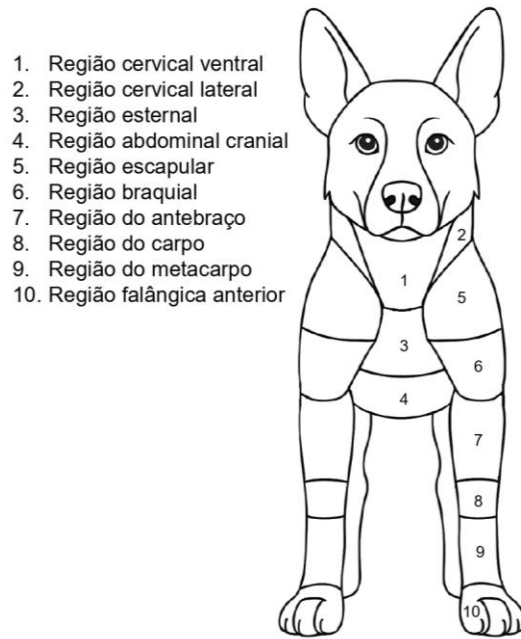 1. Região cervical ventral
2. Região cervical lateral
3. Região esternal
4. Região abdominal cranial
5. Região escapular
6. Região braquial
7. Região do antebraço
8. Região do carpo
9. Região do metacarpo
10. Região falângica anterior
2
1
5
3
6
4
7
8
9
10